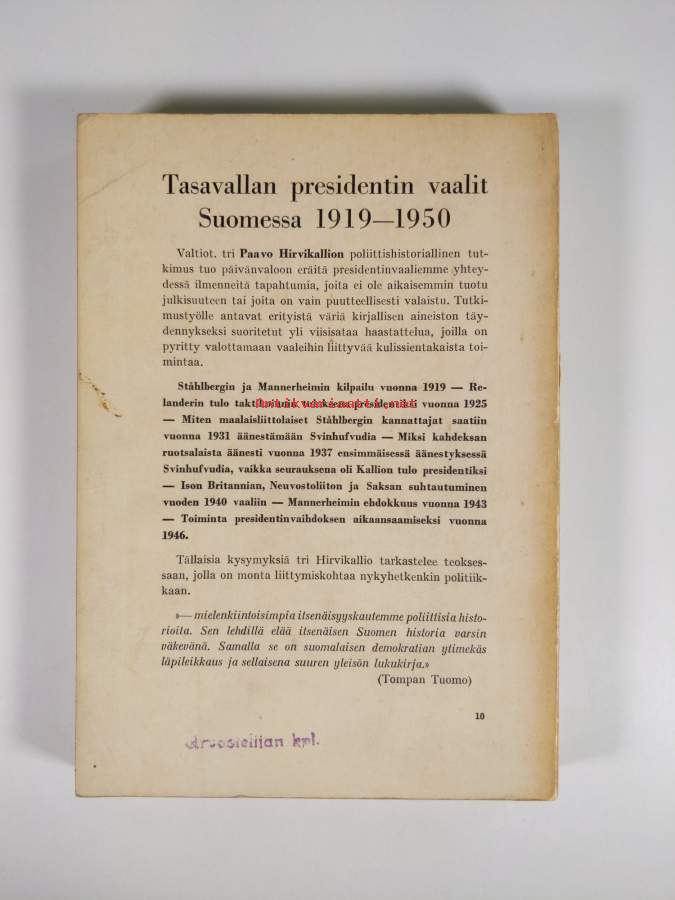 Tasavallan presidentin vaalit
Suomessa 1919—1950
Valtiot. tri Paavo Hirvikallion poliittishistoriallinen tut-
kimus tuo päivänvaloon eräitä presidentinvaaliemme yhtey-
dessä ilmenneitä tapahtumia, joita ei ole aikaisemmin tuotu
julkisuuteen tai joita on vain puutteellisesti valaistu. Tutki-
mustyölle antavat erityistä väriä kirjallisen aineiston täy-
dennykseksi suoritetut yli viisisataa haastattelua, joilla on
pyritty valottamaan vaaleihin liittyvää kulissientakaista toi-
mintaa.
Ståhlbergin ja Mannerheimin kilpailu vuonna 1919 — Re-
landerin tulo presidentiksi vuonna 1925
— Miten maalaisliittolaiset Ståhlbergin kannattajat saatiin
vuonna 1931 äänestämään Svinhufvudia — Miksi kahdeksan
ruotsalaista äänesti vuonna 1937 ensimmäisessä äänestyksessä
Svinhufvudia, vaikka seurauksena oli Kallion tulo presidentiksi
— Ison Britannian, Neuvostoliiton ja Saksan suhtautuminen
vuoden 1940 vaaliin — Mannerheimin ehdokkuus vuonna 1943
— Toiminta presidentinvaihdoksen aikaansaamiseksi vuonna
1946.
Tällaisia kysymyksiä tri Hirvikallio tarkastelee teokses-
saan, jolla on monta liittymiskohtaa nykyhetkenkin politiik-
kaan.
»— mielenkiintoisimpia itsenäisyyskautemme poliittisia histo-
rioita. Sen lehdillä elää itsenäisen Suomen historia varsin
väkevänä. Samalla se on suomalaisen demokratian ytimekäs
läpileikkaus ja sellaisena suuren yleisön lukukirja.»
(Tompan Tuomo)
10
Arvostelijan kpl.